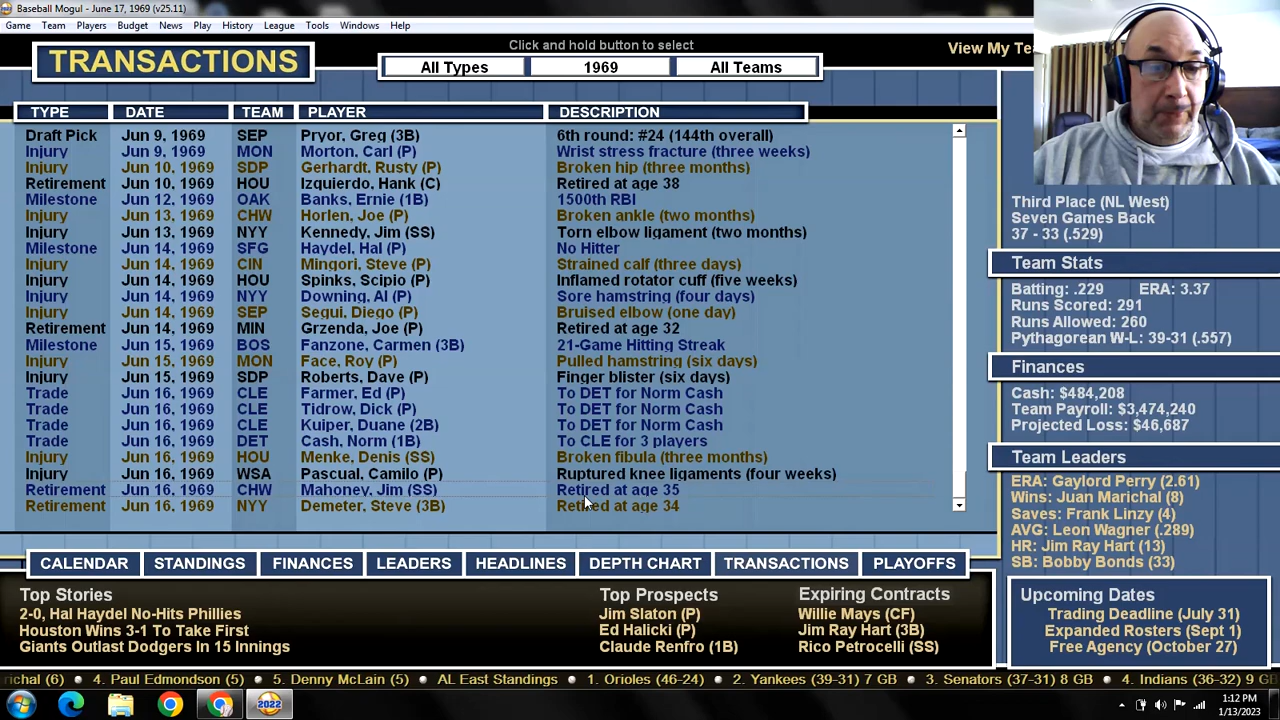 Baseball Mogul - June 17, 1969 (v25.11)
Game Team Players Budget News Play History League Tools Windows Help
TRANSACTIONS
Click and hold button to select
All Types 1969 All Teams
View My Te
TYPE DATE TEAM PLAYER DESCRIPTION
Draft Pick Jun 9, 1969 SEP Pryor, Greg (3B) 6th round: #24 (144th overall)
Injury Jun 9, 1969 MON Morton, Carl (P) Wrist stress fracture (three weeks)
Injury Jun 10, 1969 SDP Gerhardt, Rusty (P) Broken hip (three months)
Retirement Jun 10, 1969 HOU Izquierdo, Hank (C) Retired at age 38
Milestone Jun 12, 1969 OAK Banks, Ernie (1B) 1500th RBI
Injury Jun 13, 1969 CHW Horlen, Joe (P) Broken ankle (two months)
Injury Jun 13, 1969 NYY Kennedy, Jim (SS) Torn elbow ligament (two months)
Milestone Jun 14, 1969 SFG Haydel, Hal (P) No Hitter
Injury Jun 14, 1969 CIN Mingori, Steve (P) Strained calf (three days)
Injury Jun 14, 1969 HOU Spinks, Scipio (P) Inflamed rotator cuff (five weeks)
Injury Jun 14, 1969 NYY Downing, Al (P) Sore hamstring (four days)
Injury Jun 14, 1969 SEP Segui, Diego (P) Bruised elbow (one day)
Retirement Jun 14, 1969 MIN Grzenda, Joe (P) Retired at age 32
Milestone Jun 15, 1969 BOS Fanzone, Carmen (3B) 21-Game Hitting Streak
Injury Jun 15, 1969 MON Face, Roy (P) Pulled hamstring (six days)
Injury Jun 15, 1969 SDP Roberts, Dave (P) Finger blister (six days)
Trade Jun 16, 1969 CLE Farmer, Ed (P) To DET for Norm Cash
Trade Jun 16, 1969 CLE Tidrow, Dick (P) To DET for Norm Cash
Trade Jun 16, 1969 CLE Kuiper, Duane (2B) To DET for Norm Cash
Trade Jun 16, 1969 DET Cash, Norm (1B) To CLE for 3 players
Injury Jun 16, 1969 HOU Menke, Denis (SS) Broken fibula (three months)
Injury Jun 16, 1969 WSA Pascual, Camilo (P) Ruptured knee ligaments (four weeks)
Retirement Jun 16, 1969 CHW Mahoney, Jim (SS) Retired at age 35
Retirement Jun 16, 1969 NYY Demeter, Steve (3B) Retired at age 34
Third Place (NL West)
Seven Games Back
37 - 33 (.529)
Team Stats
Batting: .229 ERA: 3.37
Runs Scored: 291
Runs Allowed: 260
Pythagorean W-L: 39-31 (.557)
Finances
Cash: $484,208
Team Payroll: $3,474,240
Projected Loss: $46,687
Team Leaders
ERA: Gaylord Perry (2.61)
Wins: Juan Marichal (8)
Saves: Frank Linzy (4)
AVG: Leon Wagner (.289)
HR: Jim Ray Hart (13)
SB: Bobby Bonds (33)
CALENDAR STANDINGS FINANCES LEADERS HEADLINES DEPTH CHART TRANSACTIONS PLAYOFFS
Top Stories
2-0, Hal Haydel No-Hits Phillies
Houston Wins 3-1 To Take First
Giants Outlast Dodgers In 15 Innings
Top Prospects
Jim Slaton (P)
Ed Halicki (P)
Claude Renfro (1B)
Expiring Contracts
Willie Mays (CF)
Jim Ray Hart (3B)
Rico Petrocelli (SS)
Upcoming Dates
Trading Deadline (July 31)
Expanded Rosters (Sept 1)
Free Agency (October 27)
richal (6) • 4. Paul Edmondson (5) • 5. Denny McLain (5) • AL East Standings • 1. Orioles (46-24) • 2. Yankees (39-31) 7 GB • 3. Senators (37-31) 8 GB • 4. Indians (36-32) 9 G
2022
1:12 PM
1/13/2023